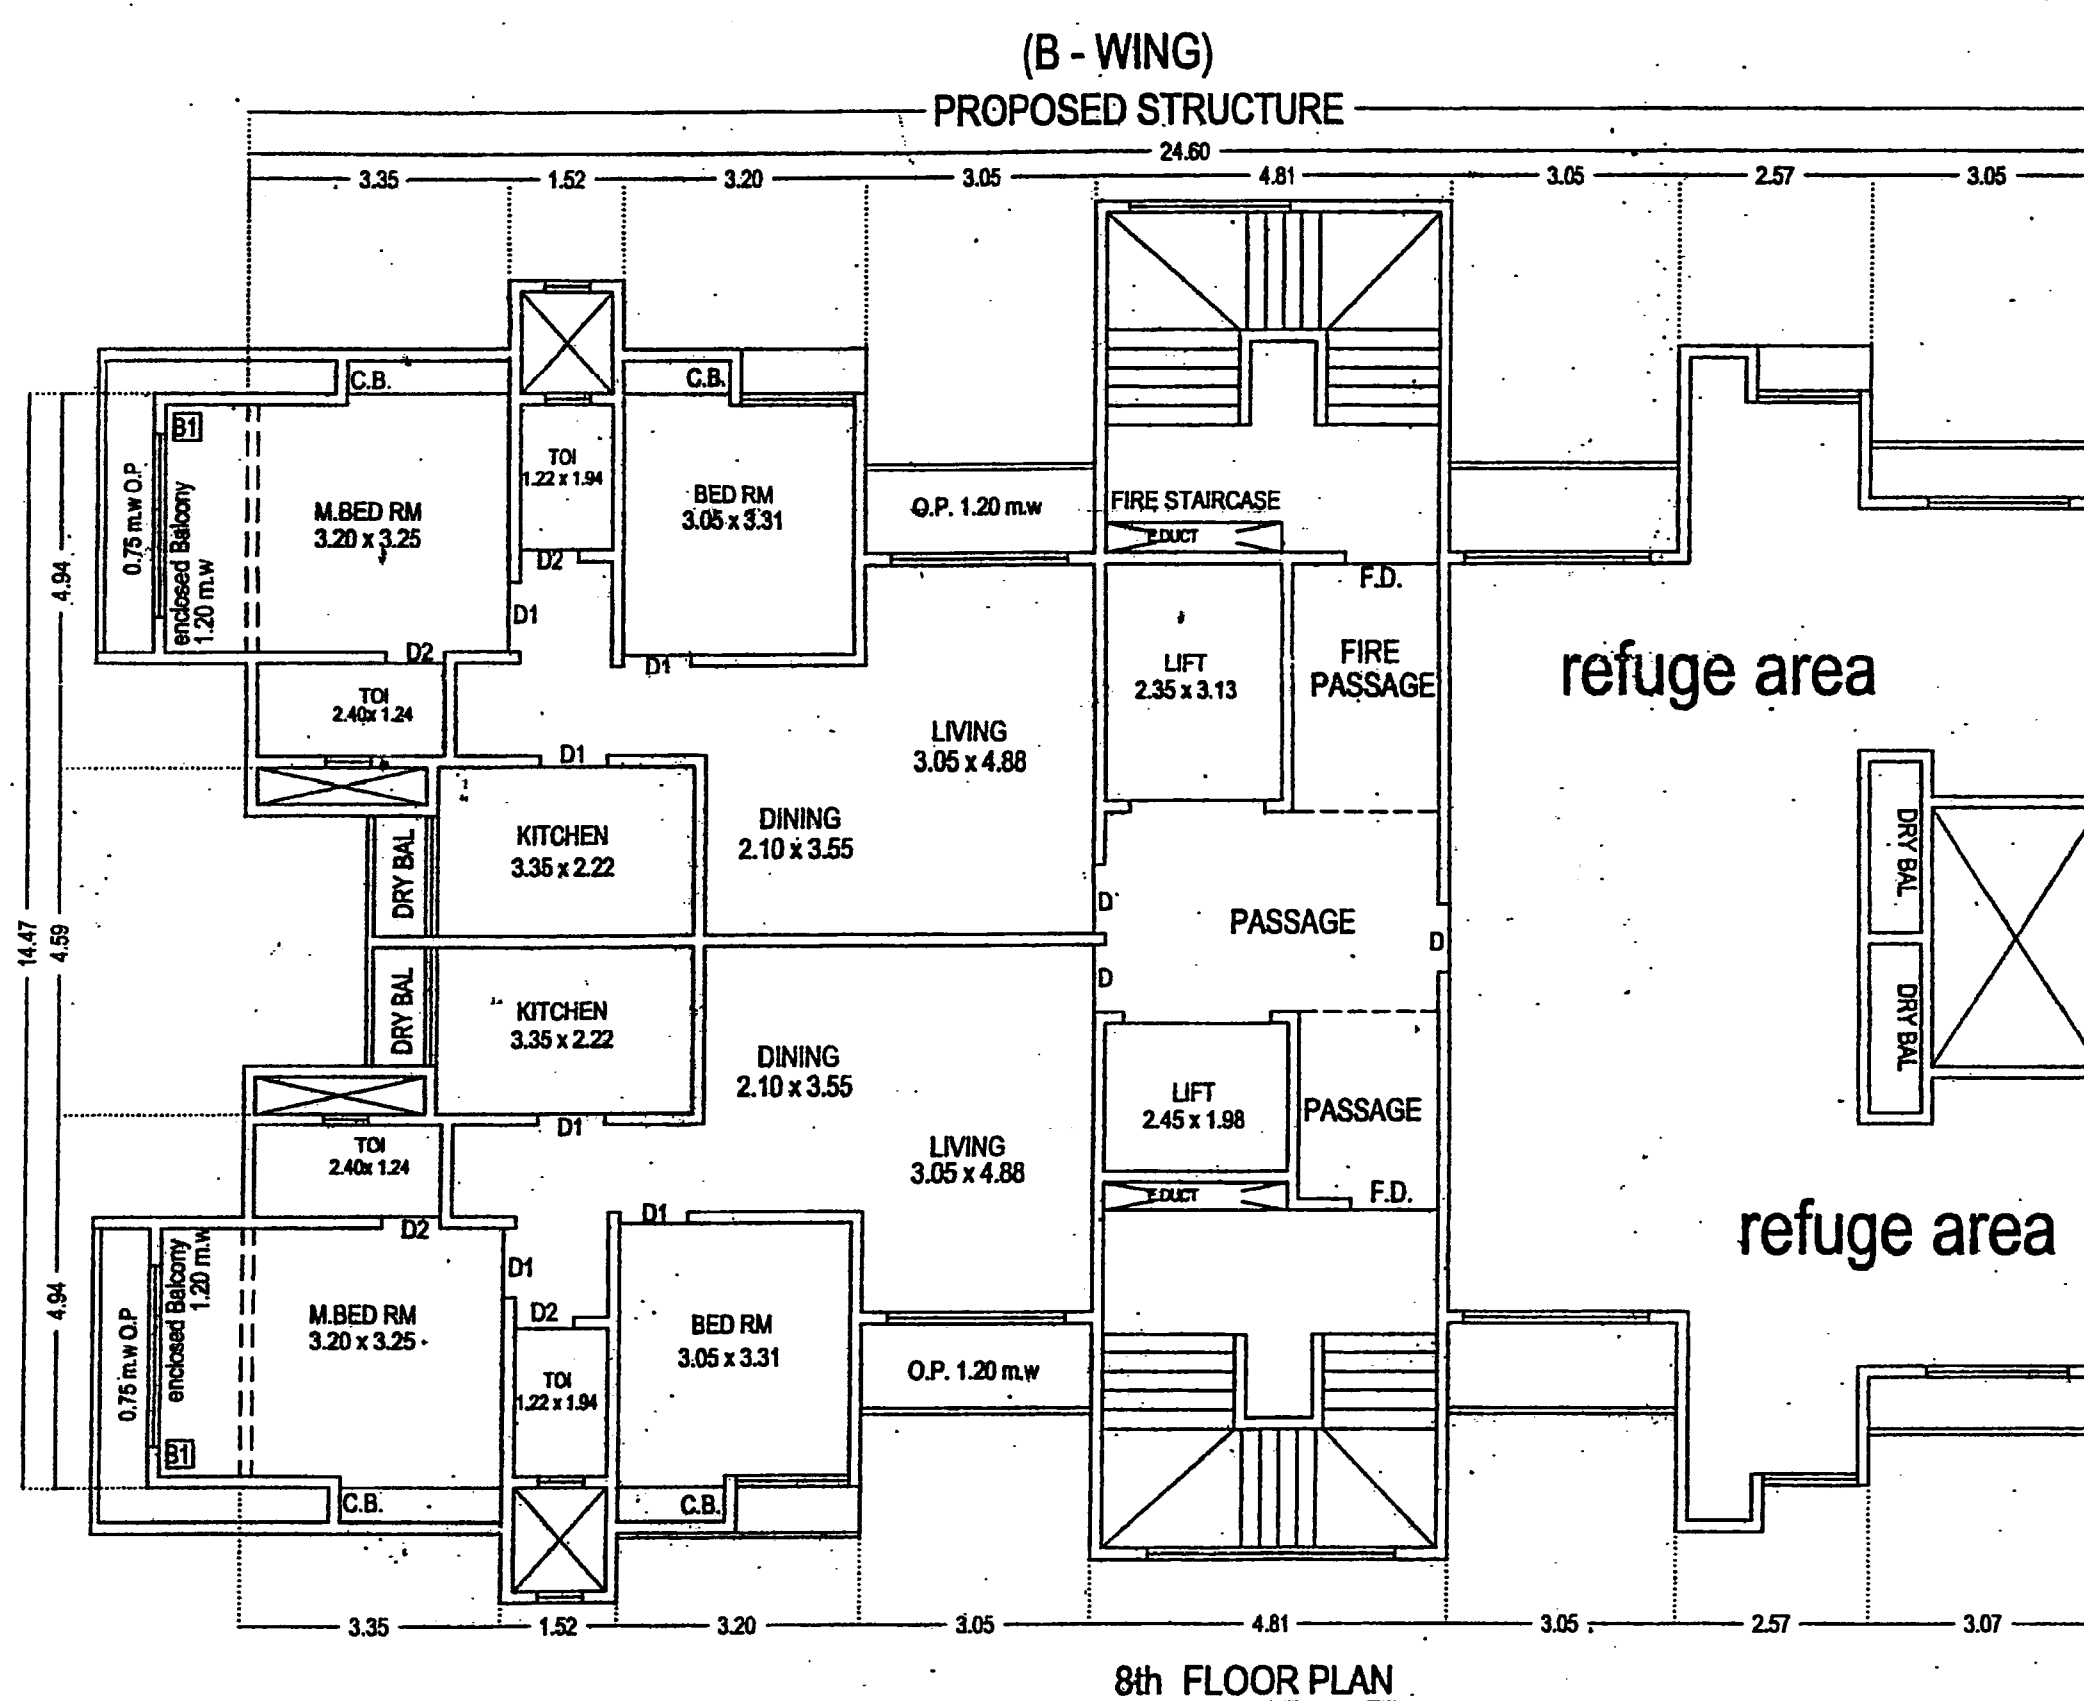 (B - WING)
PROPOSED STRUCTURE
24.60
3.35 1.52 3.20 3.05 4.81 3.05 2.57 3.05
C.B.
C.B.
B1
0.75 m.w O.P
enclosed Balcony
1.20 m.w
M.BED RM
3.20 x 3.25
TOI
1.22 x 1.94
D2
D1
BED RM
3.05 x 3.31
O.P. 1.20 m.w
FIRE STAIRCASE
F.DUCT
F.D.
4.94
D2
D1
TOI
2.40x 1.24
LIFT
2.35 x 3.13
FIRE
PASSAGE
refuge area
LIVING
3.05 x 4.88
D1
KITCHEN
3.35 x 2.22
DRY BAL
DINING
2.10 x 3.55
DRY BAL
D
PASSAGE
D
14.47
4.59
D
KITCHEN
3.35 x 2.22
DRY BAL
DINING
2.10 x 3.55
DRY BAL
LIFT
2.45 x 1.98
PASSAGE
D1
TOI
2.40x 1.24
LIVING
3.05 x 4.88
F.DUCT
F.D.
refuge area
D2
D1
D1
4.94
0.75 m.w O.P
enclosed Balcony
1.20 m.w
M.BED RM
3.20 x 3.25
D2
BED RM
3.05 x 3.31
TOI
1.22 x 1.94
O.P. 1.20 m.w
B1
C.B.
C.B.
3.35 1.52 3.20 3.05 4.81 3.05 2.57 3.07
8th FLOOR PLAN